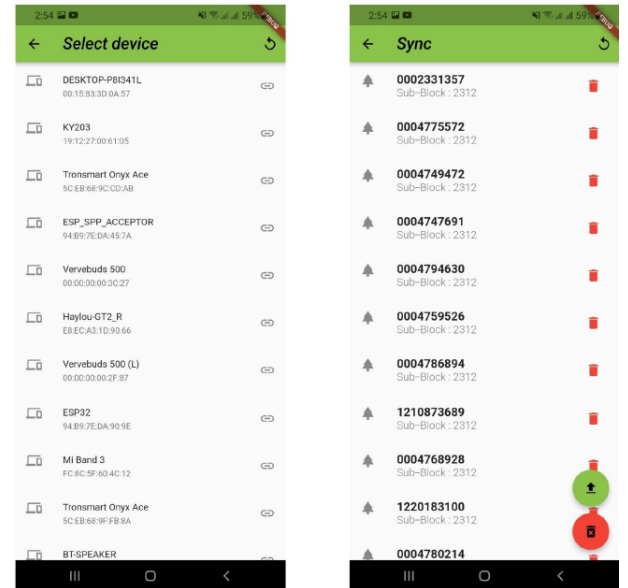 2:54
59%
DEBUG
Select device
DESKTOP-P8I341L
00:15:83:3D:0A:57
KY203
19:12:27:00:61:05
Tronsmart Onyx Ace
5C:EB:68:9C:CD:AB
ESP_SPP_ACCEPTOR
94:B9:7E:DA:45:7A
Vervebuds 500
00:00:00:00:3C:27
Haylou-GT2_R
E8:EC:A3:1D:90:66
Vervebuds 500 (L)
00:00:00:00:2F:87
ESP32
94:B9:7E:DA:90:9E
Mi Band 3
FC:8C:5F:60:4C:12
Tronsmart Onyx Ace
5C:EB:68:9F:FB:8A
BT-SPEAKER
2:54
59%
DEBUG
Sync
0002331357
Sub-Block : 2312
0004775572
Sub-Block : 2312
0004749472
Sub-Block : 2312
0004747691
Sub-Block : 2312
0004794630
Sub-Block : 2312
0004759526
Sub-Block : 2312
0004786894
Sub-Block : 2312
1210873689
Sub-Block : 2312
0004768928
Sub-Block : 2312
1220183100
Sub-Block : 2312
0004780214